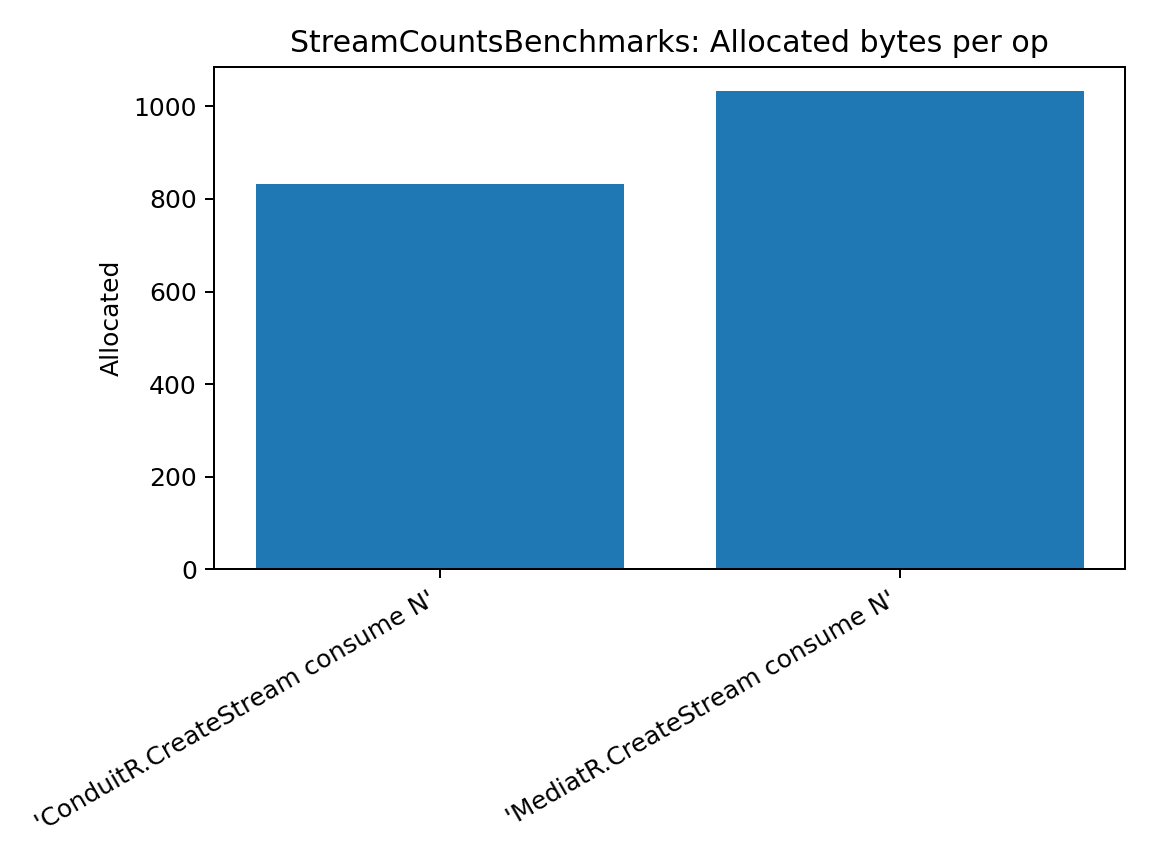 StreamCountsBenchmarks: Allocated bytes per op
Allocated
1000
800
600
400
200
0
'ConduitR.CreateStream consume N'
'MediatR.CreateStream consume N'